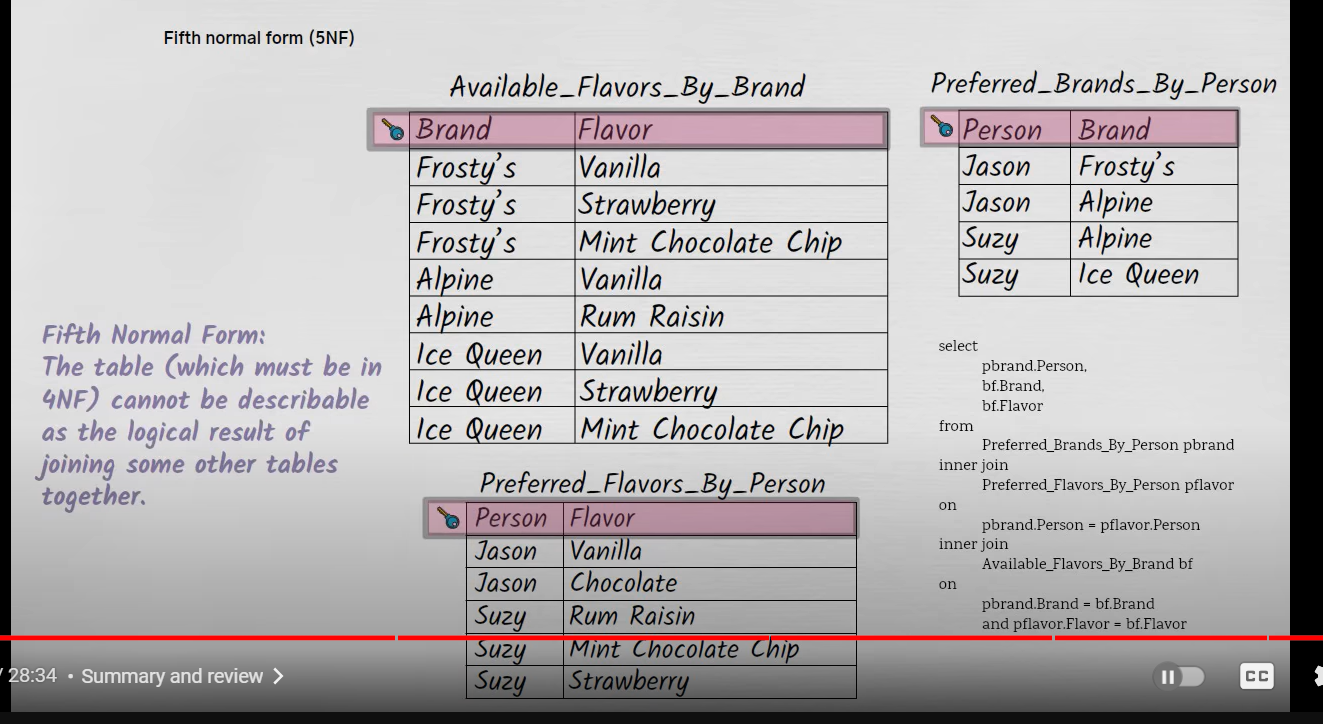 Fifth normal form (5NF)
Available_Flavors_By_Brand
Brand Flavor
Frosty's Vanilla
Frosty's Strawberry
Frosty's Mint Chocolate Chip
Alpine Vanilla
Alpine Rum Raisin
Ice Queen Vanilla
Ice Queen Strawberry
Ice Queen Mint Chocolate Chip
Preferred_Brands_By_Person
Person Brand
Jason Frosty's
Jason Alpine
Suzy Alpine
Suzy Ice Queen
Fifth Normal Form:
The table (which must be in
4NF) cannot be describable
as the logical result of
joining some other tables
together.
Preferred_Flavors_By_Person
Person Flavor
Jason Vanilla
Jason Chocolate
Suzy Rum Raisin
Suzy Mint Chocolate Chip
Suzy Strawberry
select
pbrand.Person,
bf.Brand,
bf.Flavor
from
Preferred_Brands_By_Person pbrand
inner join
Preferred_Flavors_By_Person pflavor
on
pbrand.Person = pflavor.Person
inner join
Available_Flavors_By_Brand bf
on
pbrand.Brand = bf.Brand
and pflavor.Flavor = bf.Flavor
/ 28:34 • Summary and review
CC